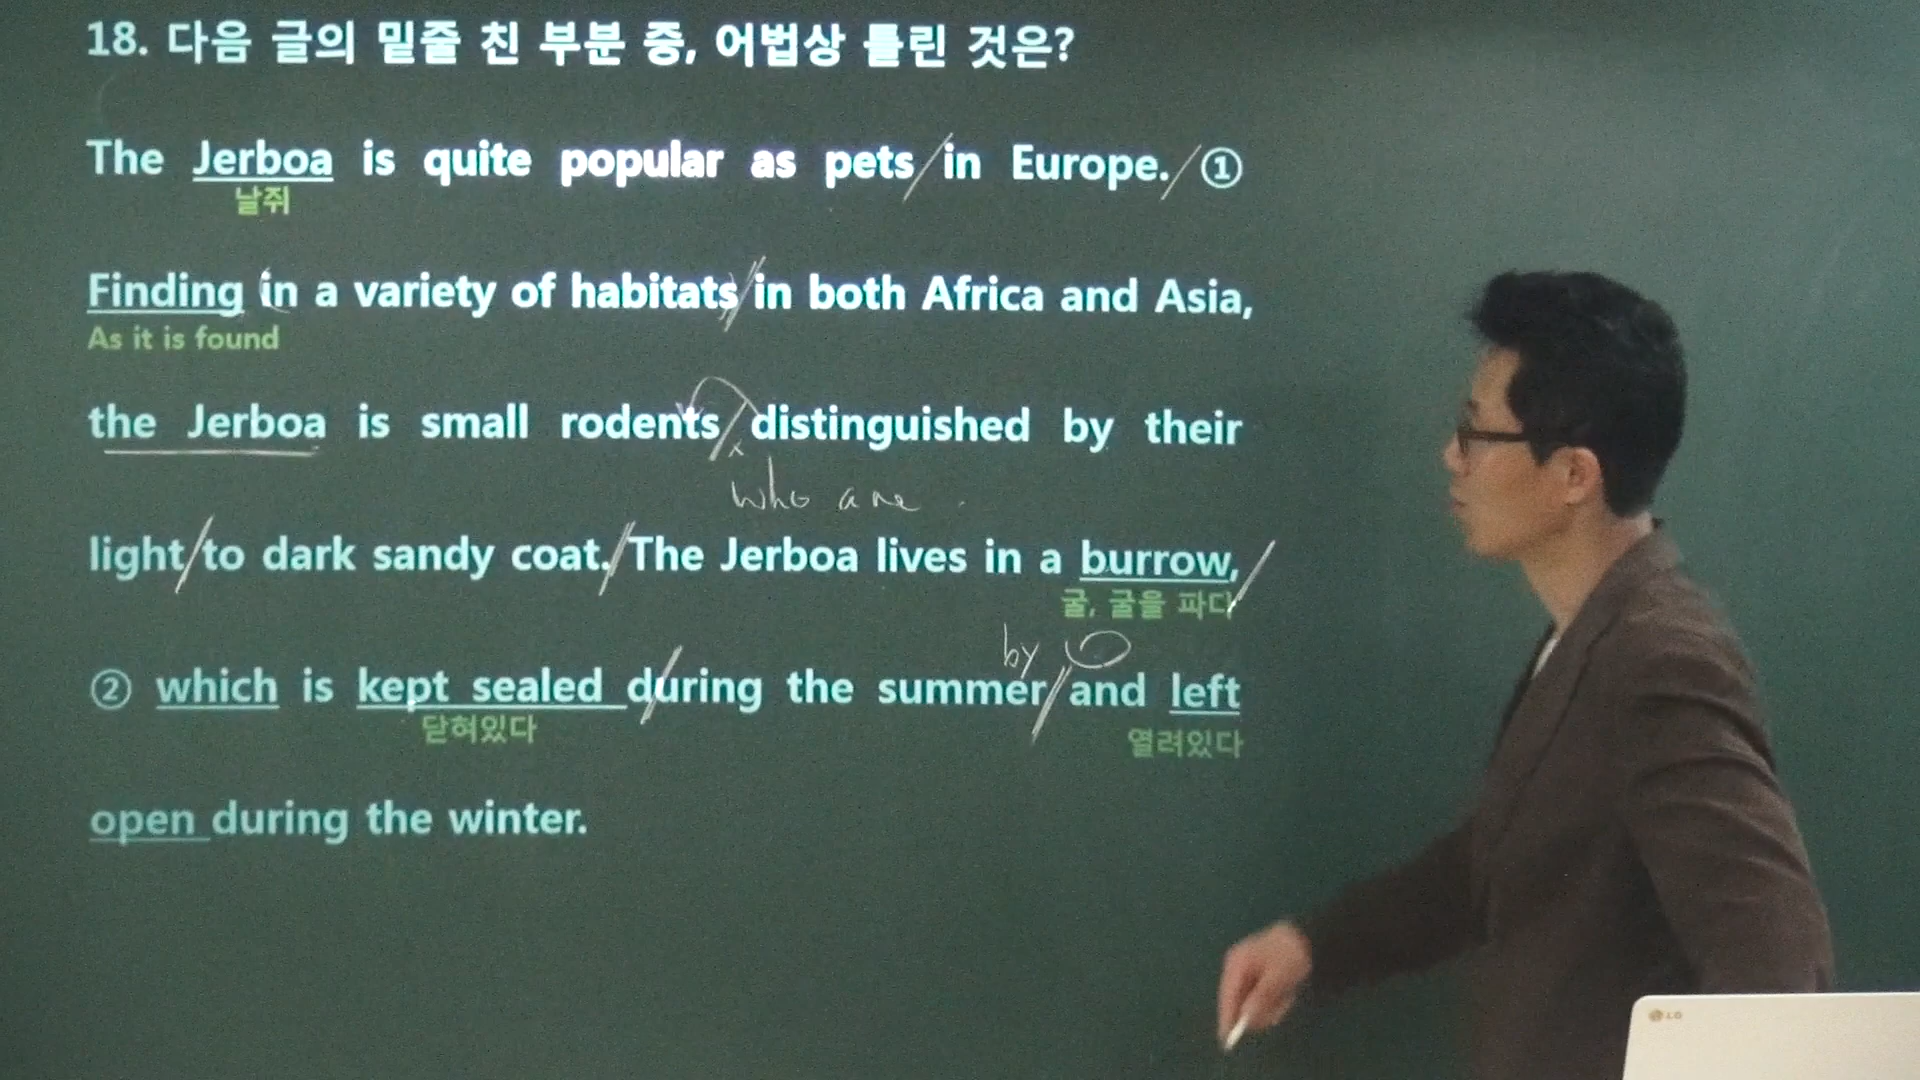 18. 다음 글의 밑줄 친 부분 중, 어법상 틀린 것은?
The Jerboa is quite popular as pets in Europe. ①
날쥐
Finding in a variety of habitats in both Africa and Asia,
As it is found
the Jerboa is small rodents distinguished by their
who are
light to dark sandy coat. The Jerboa lives in a burrow,
굴, 굴을 파다
by
② which is kept sealed during the summer and left
닫혀있다
열려있다
open during the winter.
LG